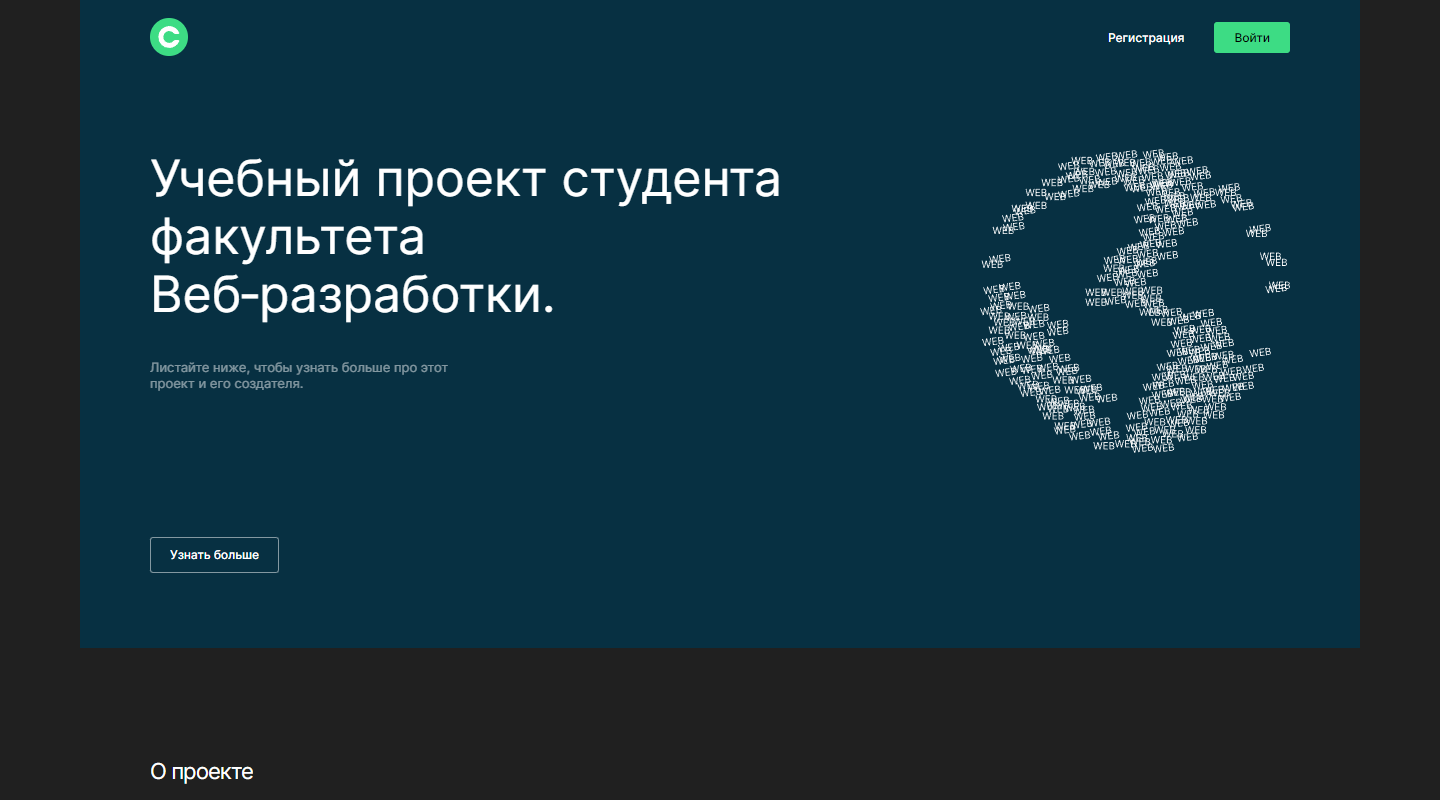 Регистрация
Войти
Учебный проект студента
факультета
Веб-разработки.
Листайте ниже, чтобы узнать больше про этот
проект и его создателя.
WEB
Узнать больше
О проекте